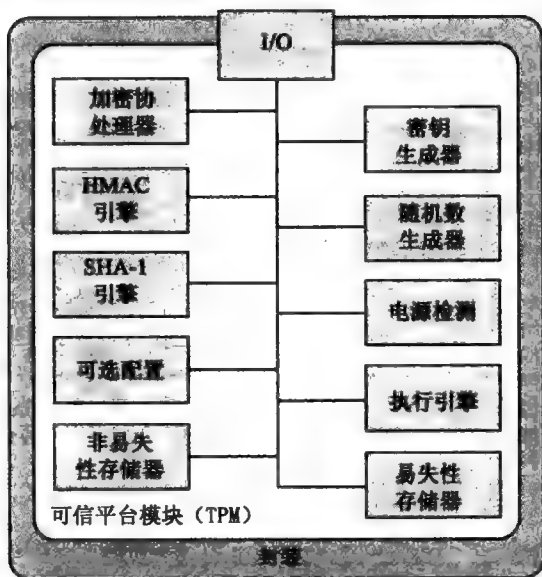 I/O
加密协
处理器
HMAC
引擎
SHA-1
引擎
可选配置
非易失
性存储器
密钥
生成器
随机数
生成器
电源检测
执行引擎
易失性
存储器
可信平台模块（TPM）
封装